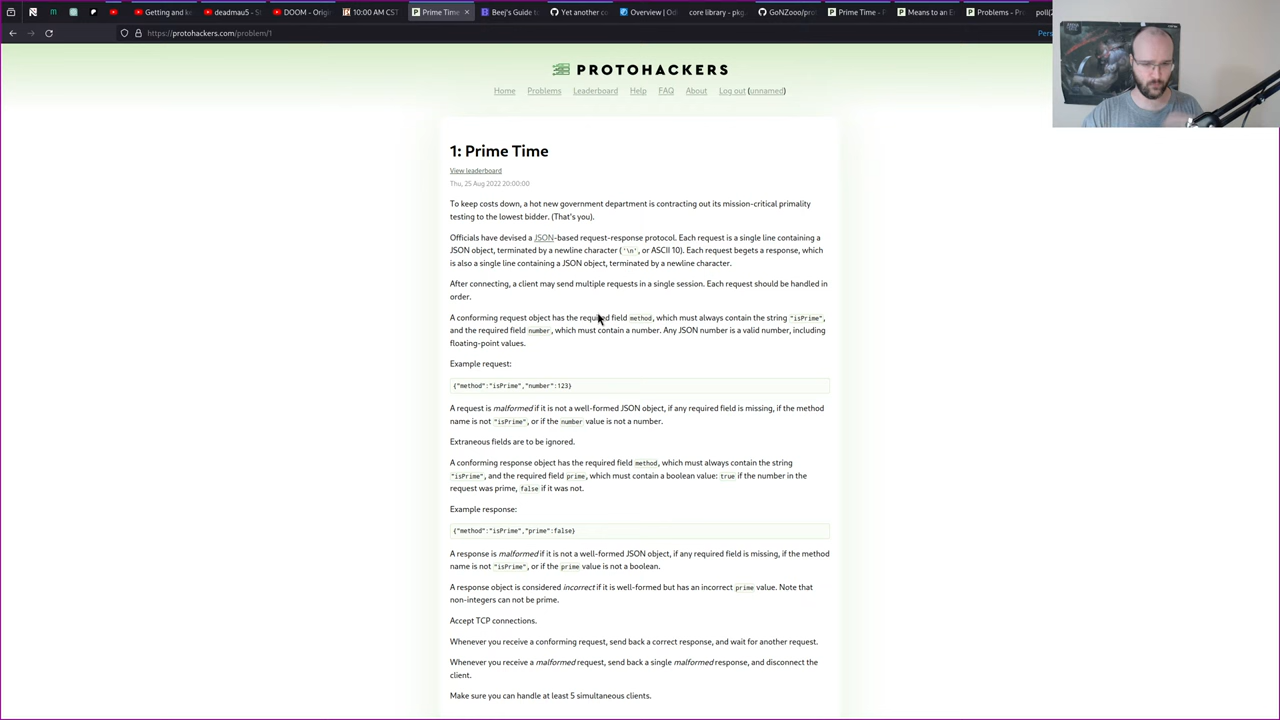 Getting and ke
deadmau5 - S
DOOM - Orig
10:00 AM CST
Prime Time
Beej's Guide t
Yet another c
Overview | Od
core library - pkg
GoNZooo/prot
Prime Time - P
Means to an E
Problems - Pro
poll(2
https://protohackers.com/problem/1
Pers
PROTOHACKERS
Home Problems Leaderboard Help FAQ About Log out (unnamed)
1: Prime Time
View leaderboard
Thu, 25 Aug 2022 20:00:00
To keep costs down, a hot new government department is contracting out its mission-critical primality
testing to the lowest bidder. (That's you).
Officials have devised a JSON-based request-response protocol. Each request is a single line containing a
JSON object, terminated by a newline character ('\n', or ASCII 10). Each request begets a response, which
is also a single line containing a JSON object, terminated by a newline character.
After connecting, a client may send multiple requests in a single session. Each request should be handled in
order.
A conforming request object has the required field method, which must always contain the string "isPrime",
and the required field number, which must contain a number. Any JSON number is a valid number, including
floating-point values.
Example request:
{"method":"isPrime","number":123}
A request is malformed if it is not a well-formed JSON object, if any required field is missing, if the method
name is not "isPrime", or if the number value is not a number.
Extraneous fields are to be ignored.
A conforming response object has the required field method, which must always contain the string
"isPrime", and the required field prime, which must contain a boolean value: true if the number in the
request was prime, false if it was not.
Example response:
{"method":"isPrime","prime":false}
A response is malformed if it is not a well-formed JSON object, if any required field is missing, if the method
name is not "isPrime", or if the prime value is not a boolean.
A response object is considered incorrect if it is well-formed but has an incorrect prime value. Note that
non-integers can not be prime.
Accept TCP connections.
Whenever you receive a conforming request, send back a correct response, and wait for another request.
Whenever you receive a malformed request, send back a single malformed response, and disconnect the
client.
Make sure you can handle at least 5 simultaneous clients.